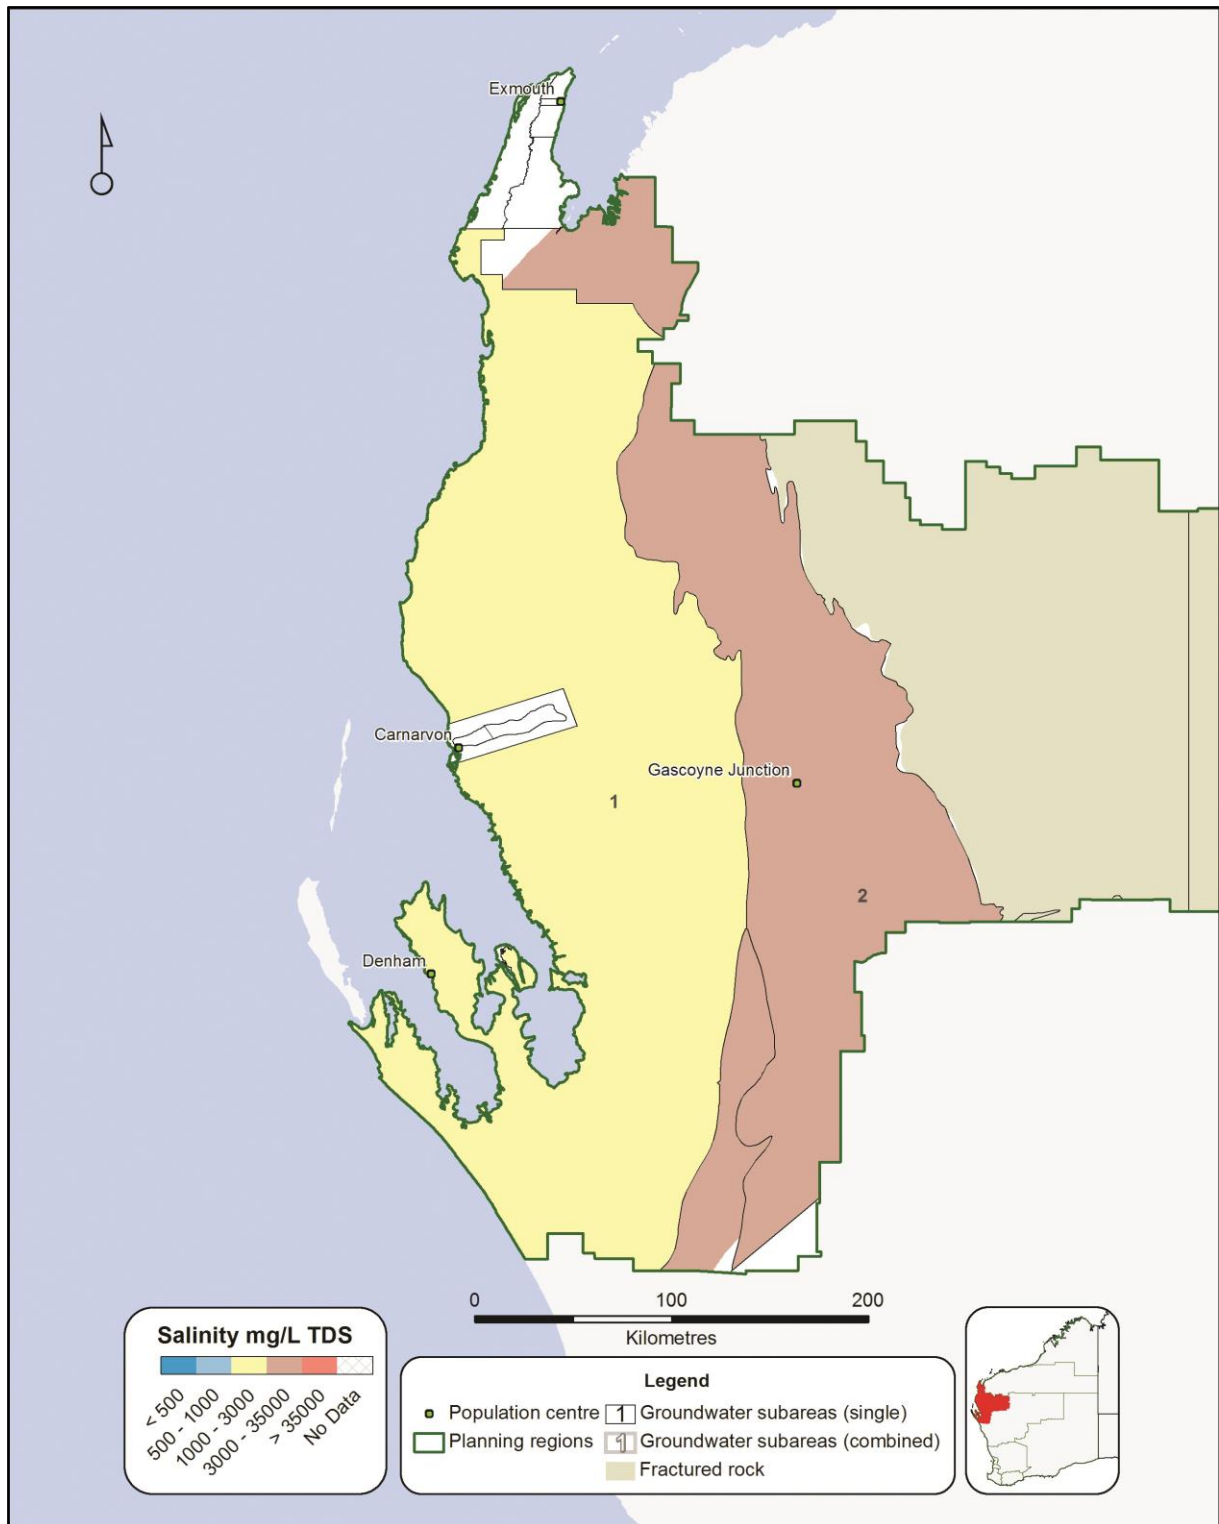 Exmouth
Carnarvon
Gascoyne Junction
1
2
Denham
0 100 200
Kilometres
Salinity mg/L TDS
< 500
500 - 1000
1000 - 3000
3000 - 35000
> 35000
No Data
Legend
Population centre 1 Groundwater subareas (single)
Planning regions 1 Groundwater subareas (combined)
Fractured rock